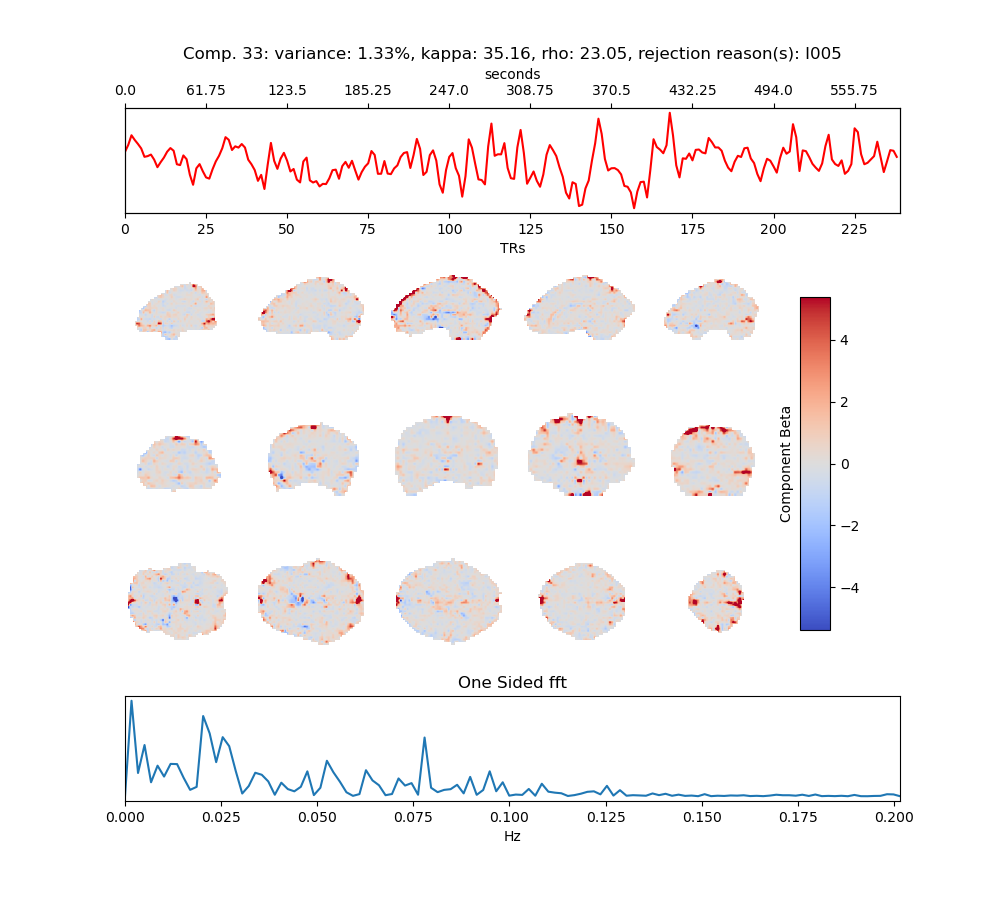 Comp. 33: variance: 1.33%, kappa: 35.16, rho: 23.05, rejection reason(s): I005
seconds
0.0 61.75 123.5 185.25 247.0 308.75 370.5 432.25 494.0 555.75
0 25 50 75 100 125 150 175 200 225
TRs
4
2
0
−2
−4
Component Beta
One Sided fft
0.000 0.025 0.050 0.075 0.100 0.125 0.150 0.175 0.200
Hz